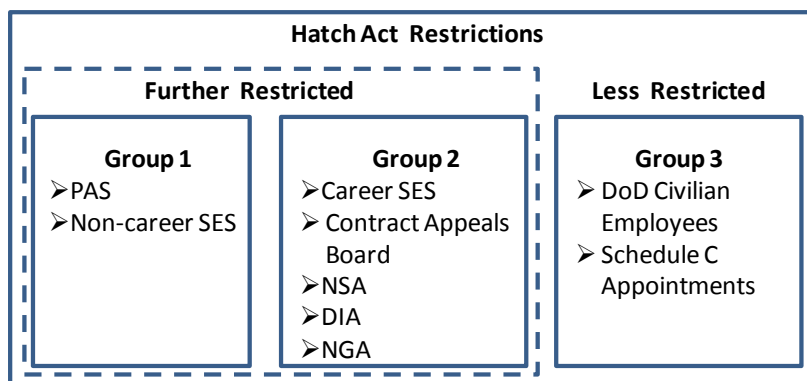 Hatch Act Restrictions
Further Restricted
Less Restricted
Group 1
➢PAS
➢Non-career SES
Group 2
➢Career SES
➢ Contract Appeals
Board
➢NSA
➢DIA
➢NGA
Group 3
➢ DoD Civilian
Employees
➢ Schedule C
Appointments